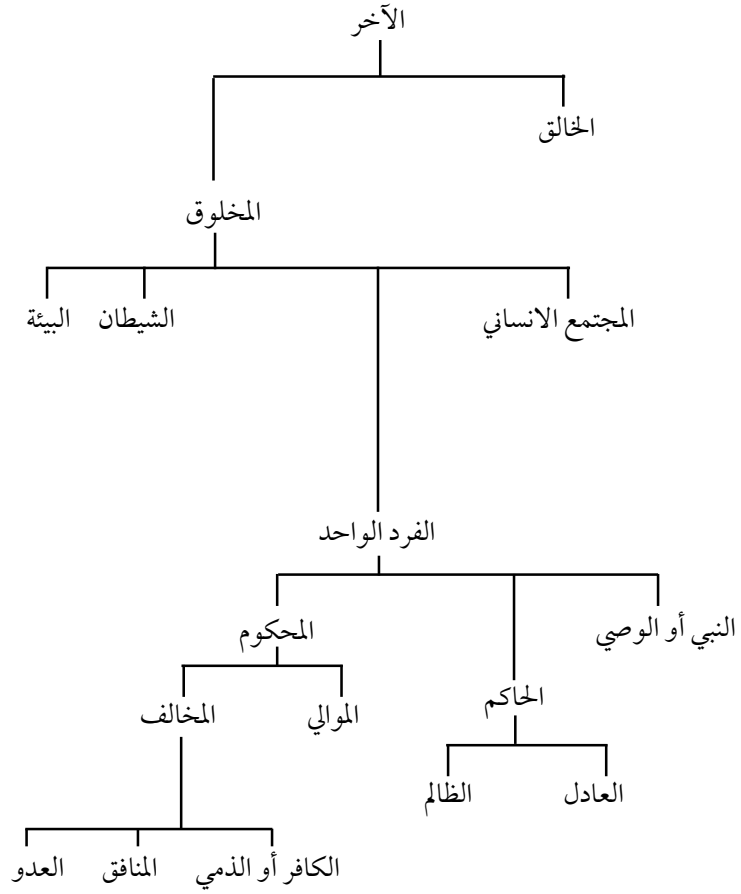 الآخر
الخالق
المخلوق
المجتمع الانساني
الشيطان
البيئة
الفرد الواحد
النبي أو الوصي
المحكوم
الحاكم
الموالي
المخالف
العادل
الظالم
الكافر أو الذمي
المنافق
العدو